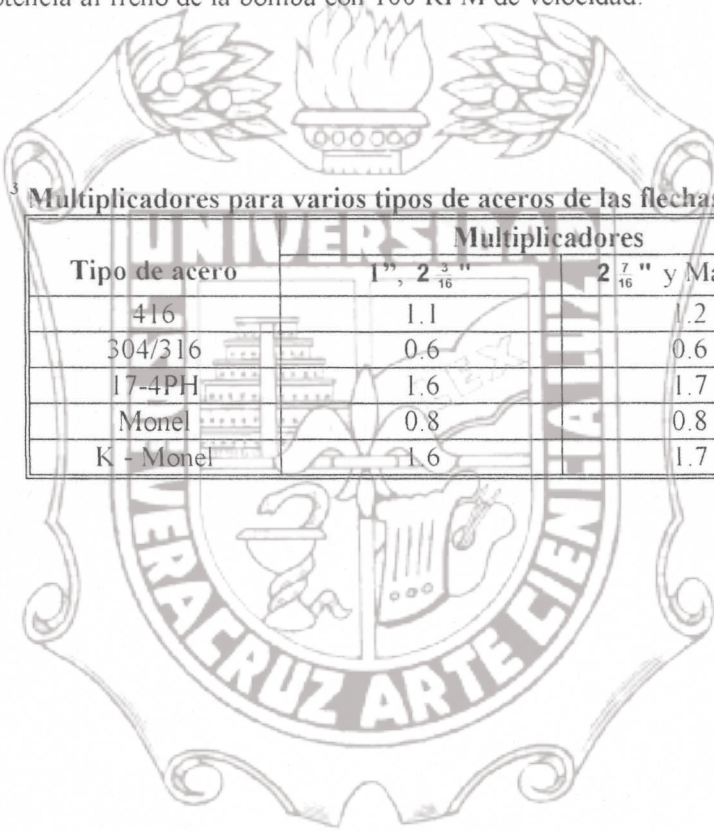 potencia al freno de la bomba con 100 RPM de velocidad.
³ Multiplicadores para varios tipos de aceros de las flechas
Tipo de acero Multiplicadores
1", 2 3/16" 2 7/16" y
416 1.1 1.2
304/316 0.6 0.6
17-4PH 1.6 1.7
Monel 0.8 0.8
K - Monel 1.6 1.7
UNIVERSIDAD
VERACRUZ ARTE CIENCIA LUZ
LEX